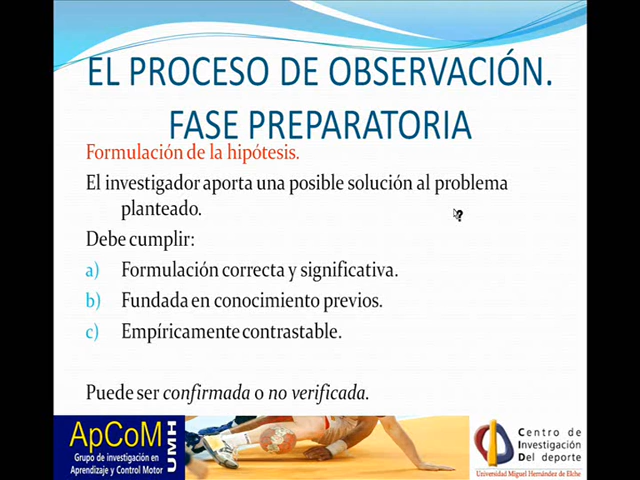 EL PROCESO DE OBSERVACIÓN.
FASE PREPARATORIA
Formulación de la hipótesis.
El investigador aporta una posible solución al problema
planteado.
Debe cumplir:
a) Formulación correcta y significativa.
b) Fundada en conocimiento previos.
c) Empíricamente contrastable.
Puede ser confirmada o no verificada.
ApCoM
UMH
Grupo de investigación en
Aprendizaje y Control Motor
Centro de
Investigación
Del deporte
Universidad Miguel Hernández de Elche